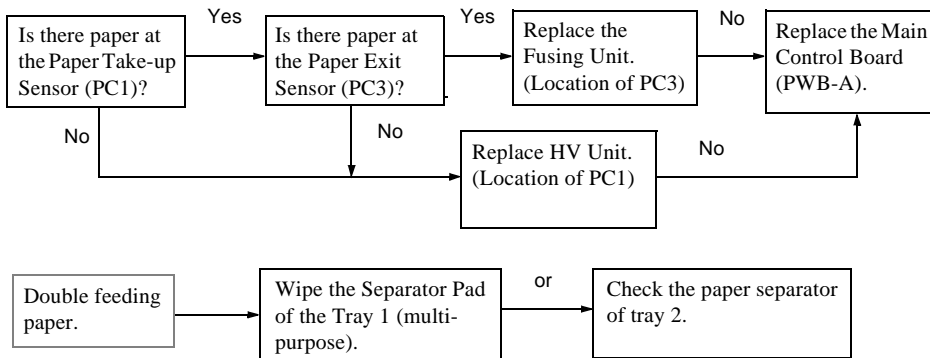 Yes
Yes
No
Is there paper at
the Paper Take-up
Sensor (PC1)?
Is there paper at
the Paper Exit
Sensor (PC3)?
Replace the
Fusing Unit.
(Location of PC3)
Replace the Main
Control Board
(PWB-A).
No
No
Replace HV Unit.
(Location of PC1)
No
Double feeding
paper.
Wipe the Separator Pad
of the Tray 1 (multi-
purpose).
or
Check the paper separator
of tray 2.